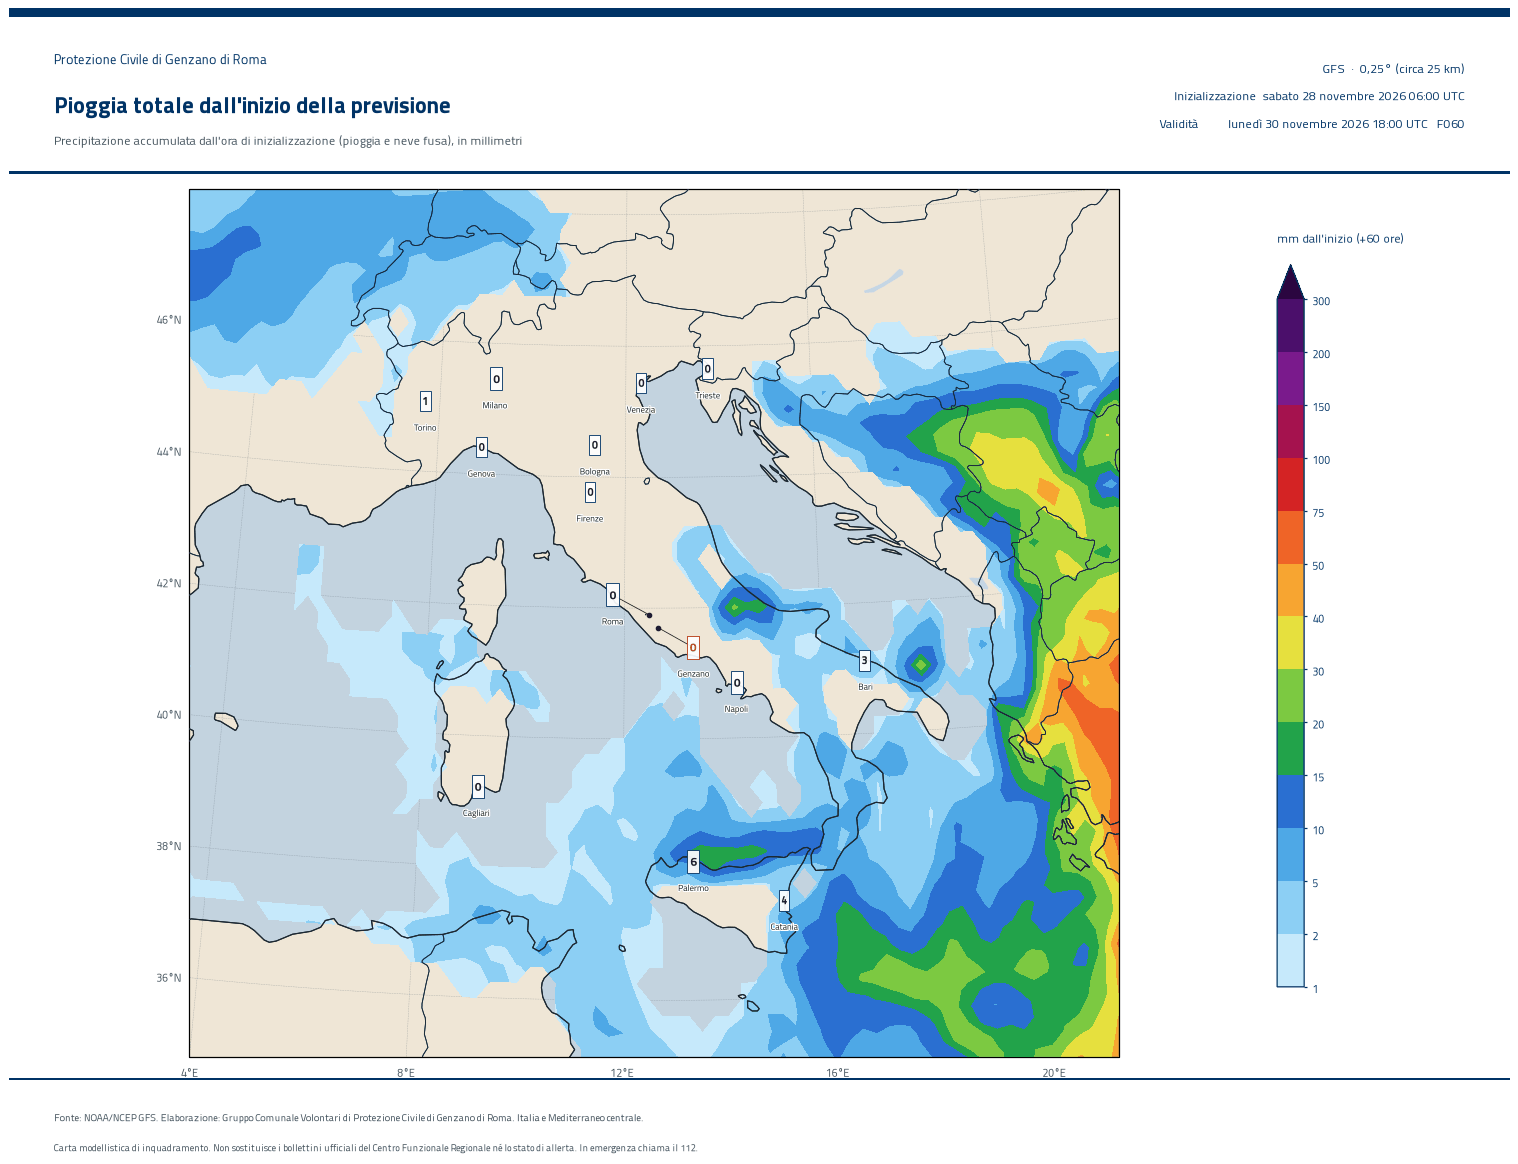 Protezione Civile di Genzano di Roma
Pioggia totale dall'inizio della previsione
Precipitazione accumulata dall'ora di inizializzazione (pioggia e neve fusa), in millimetri
GFS · 0,25° (circa 25 km)
Inizializzazione sabato 28 novembre 2026 06:00 UTC
Validità lunedì 30 novembre 2026 18:00 UTC F060
mm dall'inizio (+60 ore)
300
200
150
100
75
50
40
30
20
15
10
5
2
1
46°N
44°N
42°N
40°N
38°N
36°N
4°E
8°E
12°E
16°E
20°E
0
Trieste
0
Milano
0
Venezia
1
Torino
0
Genova
0
Bologna
0
Firenze
0
Roma
0
Genzano
3
Bari
0
Napoli
0
Cagliari
6
Palermo
4
Catania
Fonte: NOAA/NCEP GFS. Elaborazione: Gruppo Comunale Volontari di Protezione Civile di Genzano di Roma. Italia e Mediterraneo centrale.
Carta modellistica di inquadramento. Non sostituisce i bollettini ufficiali del Centro Funzionale Regionale né lo stato di allerta. In emergenza chiama il 112.